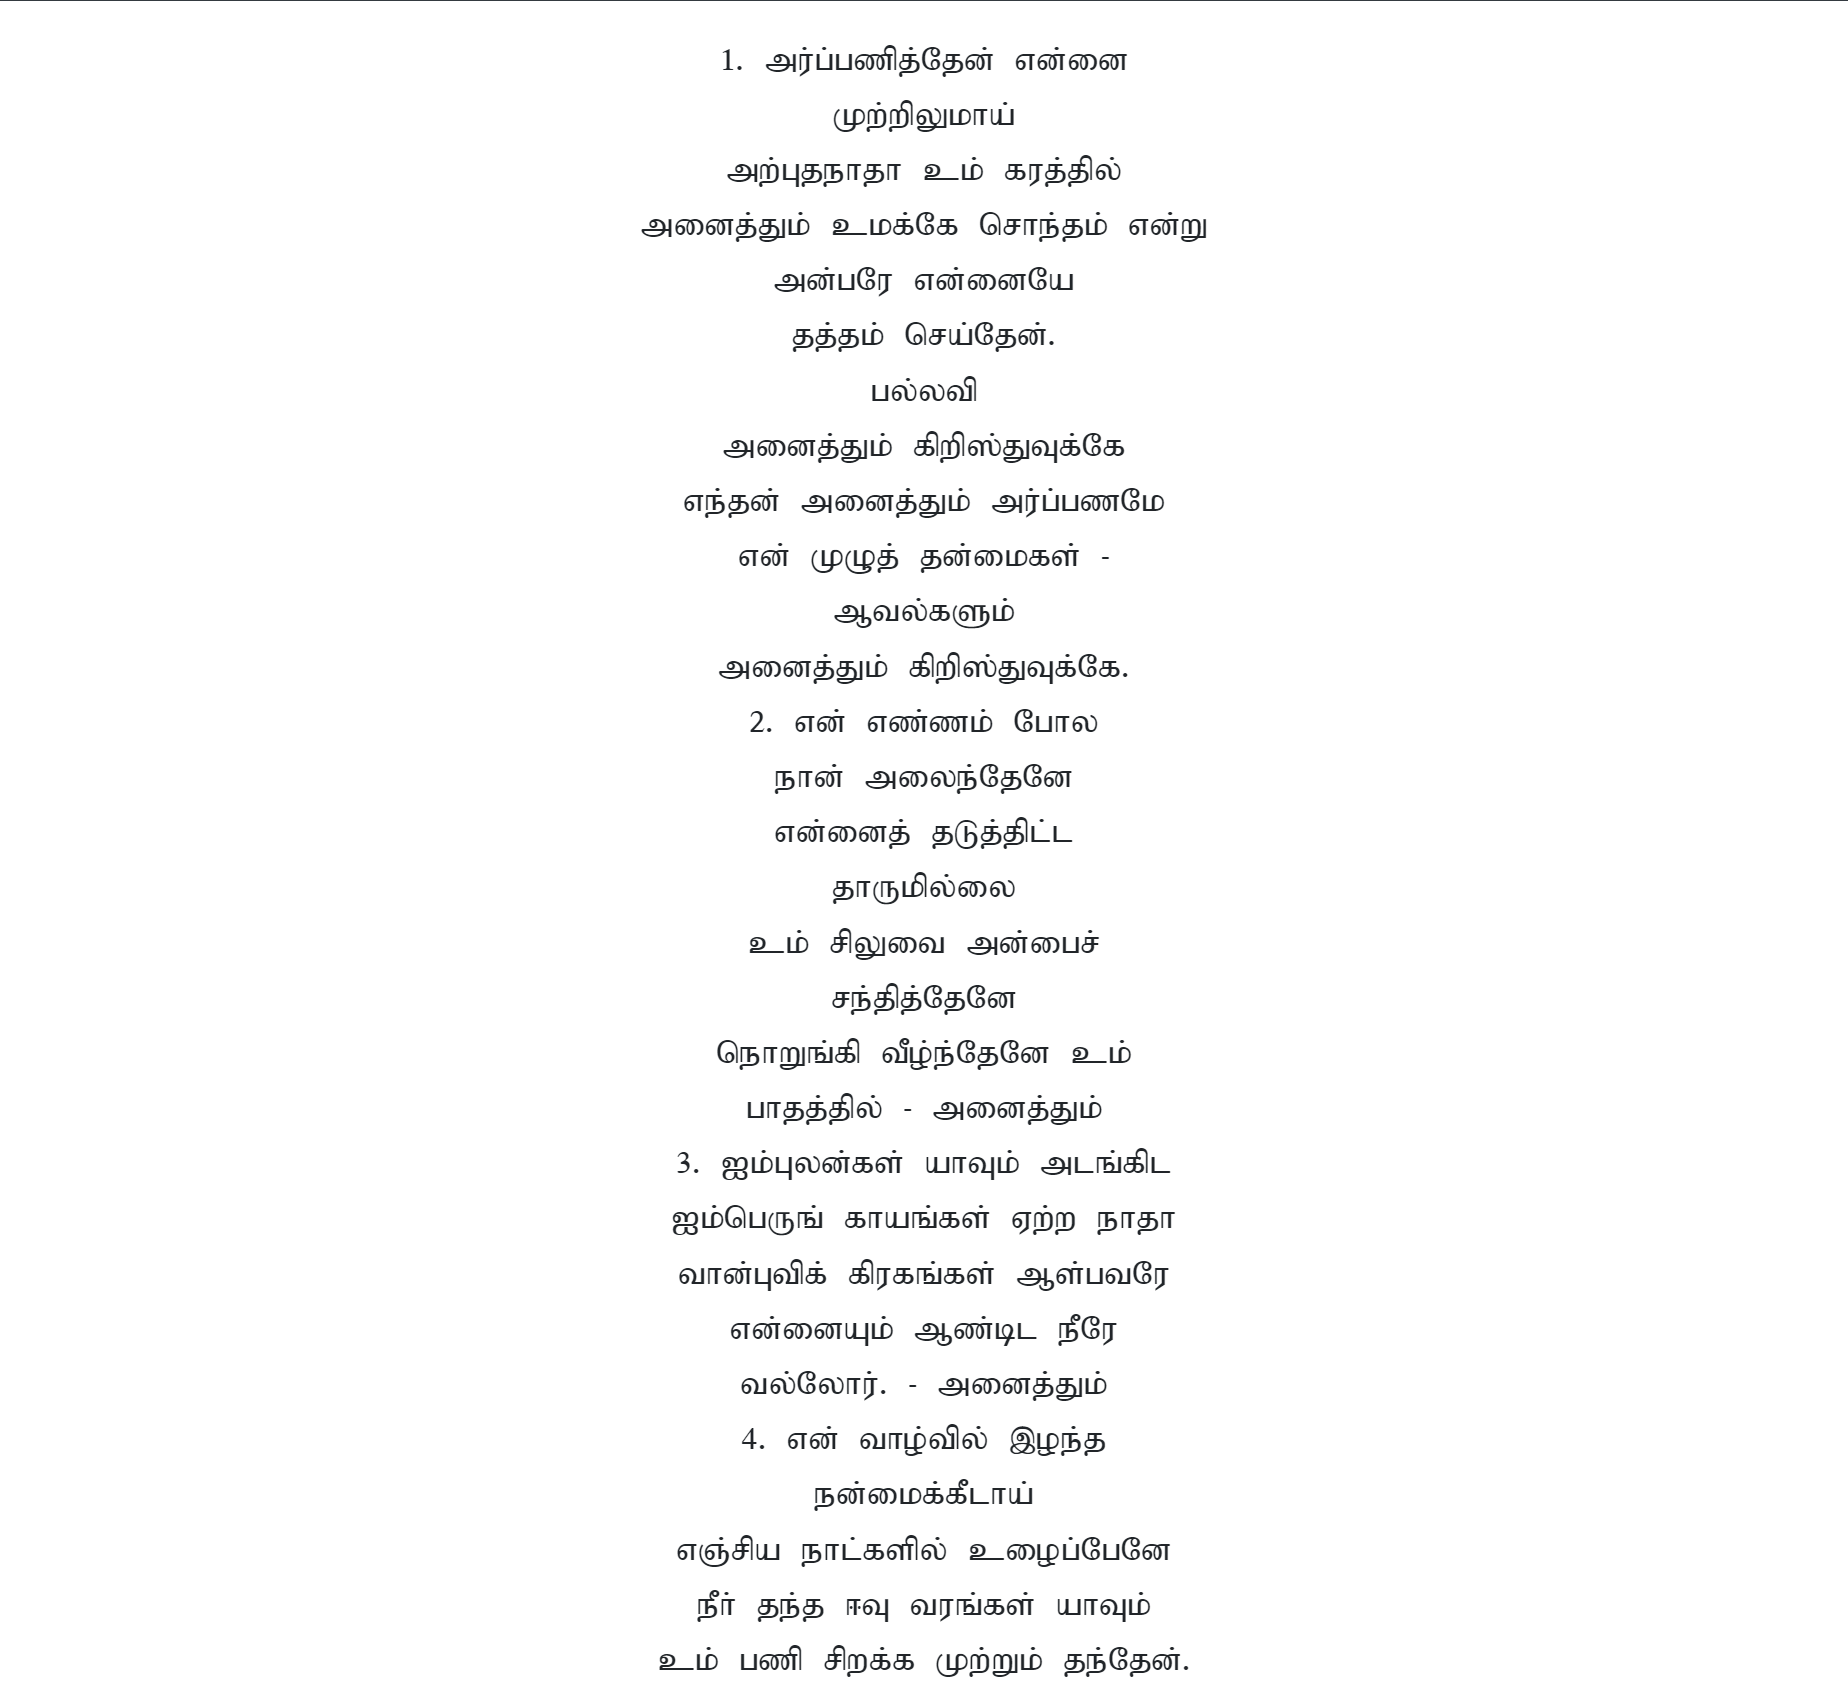 1. அர்ப்பணித்தேன் என்னை
முற்றிலுமாய்
அற்புதநாதா உம் கரத்தில்
அனைத்தும் உமக்கே சொந்தம் என்று
அன்பரே என்னையே
தத்தம் செய்தேன்.
பல்லவி
அனைத்தும் கிறிஸ்துவுக்கே
எந்தன் அனைத்தும் அர்ப்பணமே
என் முழுத் தன்மைகள் -
ஆவல்களும்
அனைத்தும் கிறிஸ்துவுக்கே.
2. என் எண்ணம் போல
நான் அலைந்தேனே
என்னைத் தடுத்திட்ட
தாருமில்லை
உம் சிலுவை அன்பைச்
சந்தித்தேனே
நொறுங்கி வீழ்ந்தேனே உம்
பாதத்தில் - அனைத்தும்
3. ஐம்புலன்கள் யாவும் அடங்கிட
ஐம்பெருங் காயங்கள் ஏற்ற நாதா
வான்புவிக் கிரகங்கள் ஆள்பவரே
என்னையும் ஆண்டிட நீரே
வல்லோர். - அனைத்தும்
4. என் வாழ்வில் இழந்த
நன்மைக்கீடாய்
எஞ்சிய நாட்களில் உழைப்பேனே
நீர் தந்த ஈவு வரங்கள் யாவும்
உம் பணி சிறக்க முற்றும் தந்தேன்.